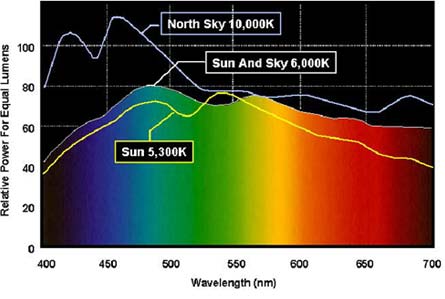 North Sky 10,000K
Sun And Sky 6,000K
Sun 5,300K
Relative Power For Equal Lumens
100
80
60
40
20
0
400 450 500 550 600 650 700
Wavelength (nm)